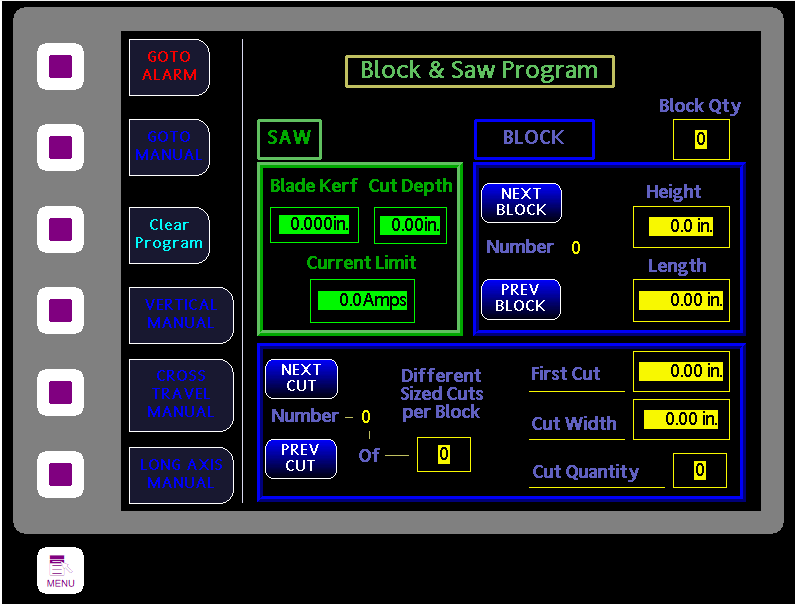 GOTO
ALARM
GOTO
MANUAL
Clear
Program
VERTICAL
MANUAL
CROSS
TRAVEL
MANUAL
LONG AXIS
MANUAL
MENU
Block & Saw Program
SAW
Blade Kerf Cut Depth
0.000in. 0.00in.
Current Limit
0.0Amps
BLOCK
Block Qty
0
NEXT
BLOCK
Number 0
PREV
BLOCK
Height
0.0 in.
Length
0.00 in.
NEXT
CUT
Number – 0
PREV
CUT
Different
Sized Cuts
per Block
Of — 0
First Cut 0.00 in.
Cut Width 0.00 in.
Cut Quantity 0